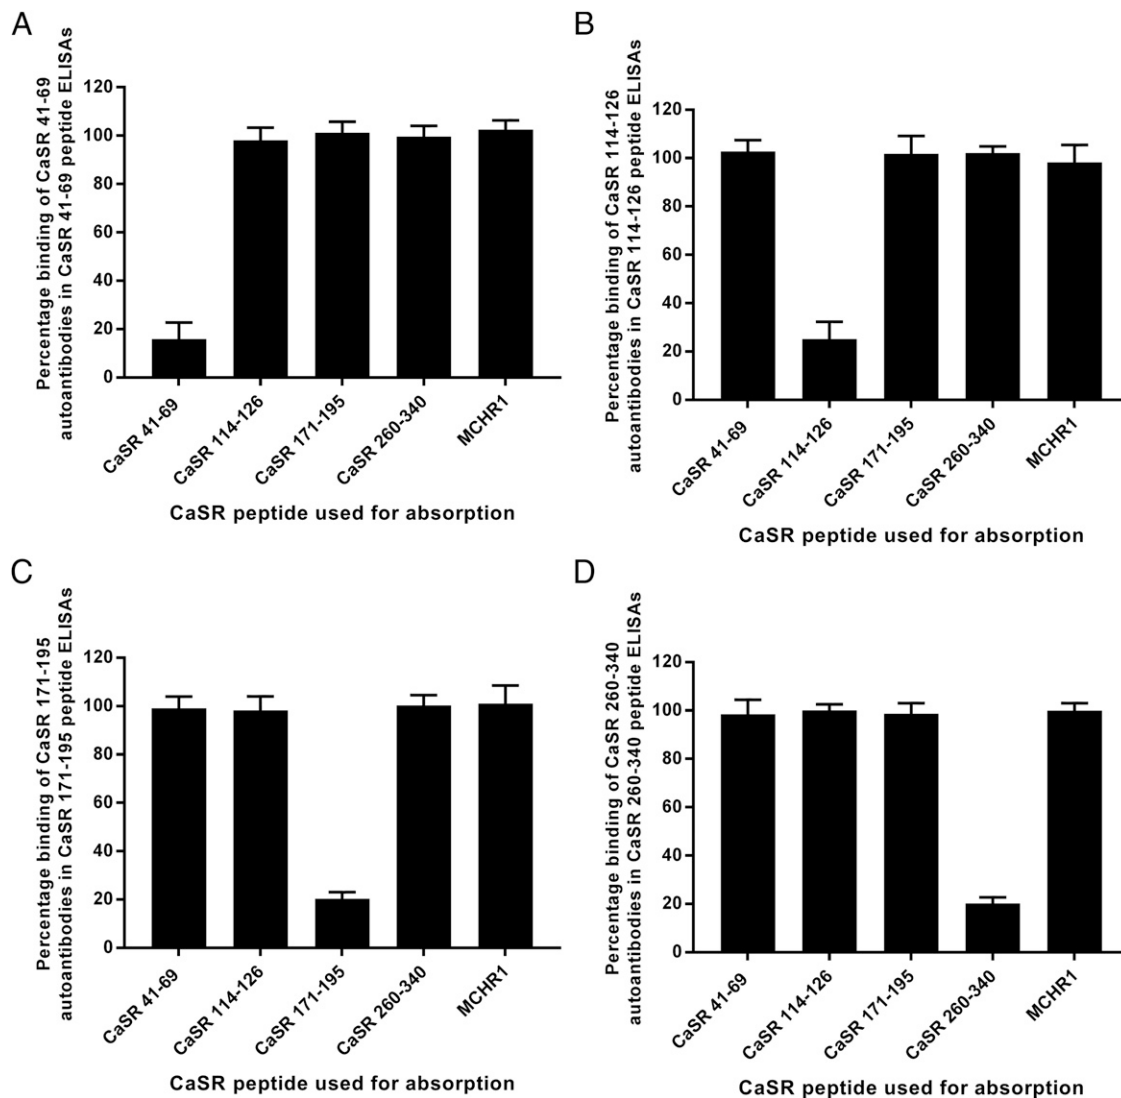 A
Percentage binding of CaSR 41-69
autoantibodies in CaSR 41-69 peptide ELISAs
120
100
80
60
40
20
0
CaSR 41-69
CaSR 114-126
CaSR 171-195
CaSR 260-340
MCHR1
CaSR peptide used for absorption
B
Percentage binding of CaSR 114-126
autoantibodies in CaSR 114-126 peptide ELISAs
120
100
80
60
40
20
0
CaSR 41-69
CaSR 114-126
CaSR 171-195
CaSR 260-340
MCHR1
CaSR peptide used for absorption
C
Percentage binding of CaSR 171-195
autoantibodies in CaSR 171-195 peptide ELISAs
120
100
80
60
40
20
0
CaSR 41-69
CaSR 114-126
CaSR 171-195
CaSR 260-340
MCHR1
CaSR peptide used for absorption
D
Percentage binding of CaSR 260-340
autoantibodies in CaSR 260-340 peptide ELISAs
120
100
80
60
40
20
0
CaSR 41-69
CaSR 114-126
CaSR 171-195
CaSR 260-340
MCHR1
CaSR peptide used for absorption